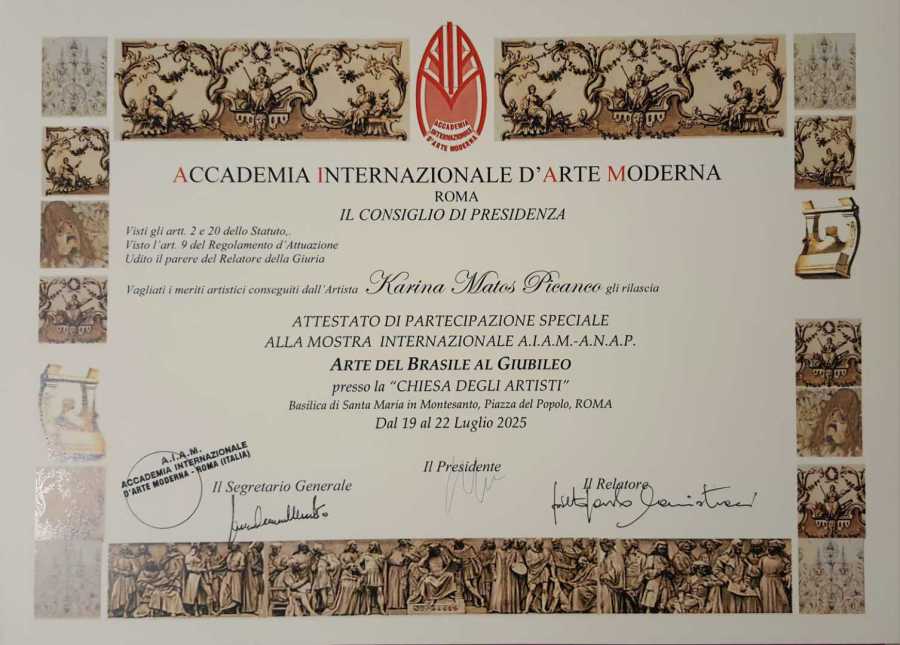 ACCADEMIA
INTERNAZIONALE
D'ARTE MODERNA
ACCADEMIA INTERNAZIONALE D'ARTE MODERNA
ROMA
IL CONSIGLIO DI PRESIDENZA
Visti gli artt. 2 e 20 dello Statuto,.
Visto l'art. 9 del Regolamento d'Attuazione
Udito il parere del Relatore della Giuria
Vagliati i meriti artistici conseguiti dall'Artista Karina Matos Picanco gli rilascia
ATTESTATO DI PARTECIPAZIONE SPECIALE
ALLA MOSTRA INTERNAZIONALE A.I.A.M.-A.N.A.P.
ARTE DEL BRASILE AL GIUBILEO
presso la "CHIESA DEGLI ARTISTI"
Basilica di Santa Maria in Montesanto, Piazza del Popolo, ROMA
Dal 19 al 22 Luglio 2025
A.I.A.M.
ACCADEMIA INTERNAZIONALE
D'ARTE MODERNA - ROMA (ITALIA)
Il Segretario Generale
Il Presidente
Il Relatore